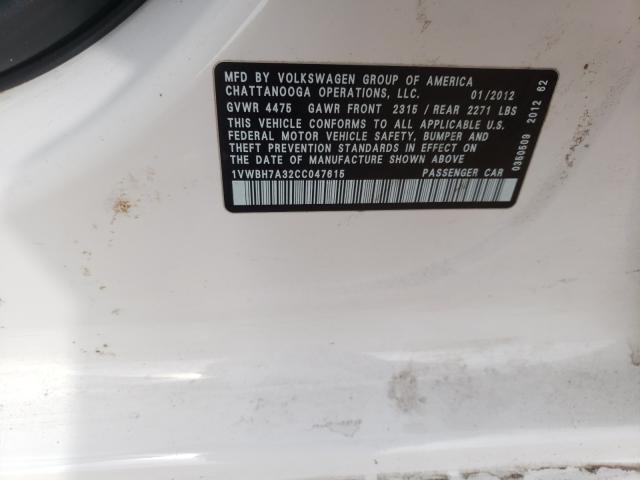 MFD BY VOLKSWAGEN GROUP OF AMERICA
CHATTANOOGA OPERATIONS, LLC. 01/2012
GVWR 4475 GAWR FRONT 2315 / REAR 2271 LBS
THIS VEHICLE CONFORMS TO ALL APPLICABLE U.S.
FEDERAL MOTOR VEHICLE SAFETY, BUMPER AND
THEFT PREVENTION STANDARDS IN EFFECT ON
THE DATE OF MANUFACTURE SHOWN ABOVE
1VWBH7A32CC047615 PASSENGER CAR
0350509 2012 62